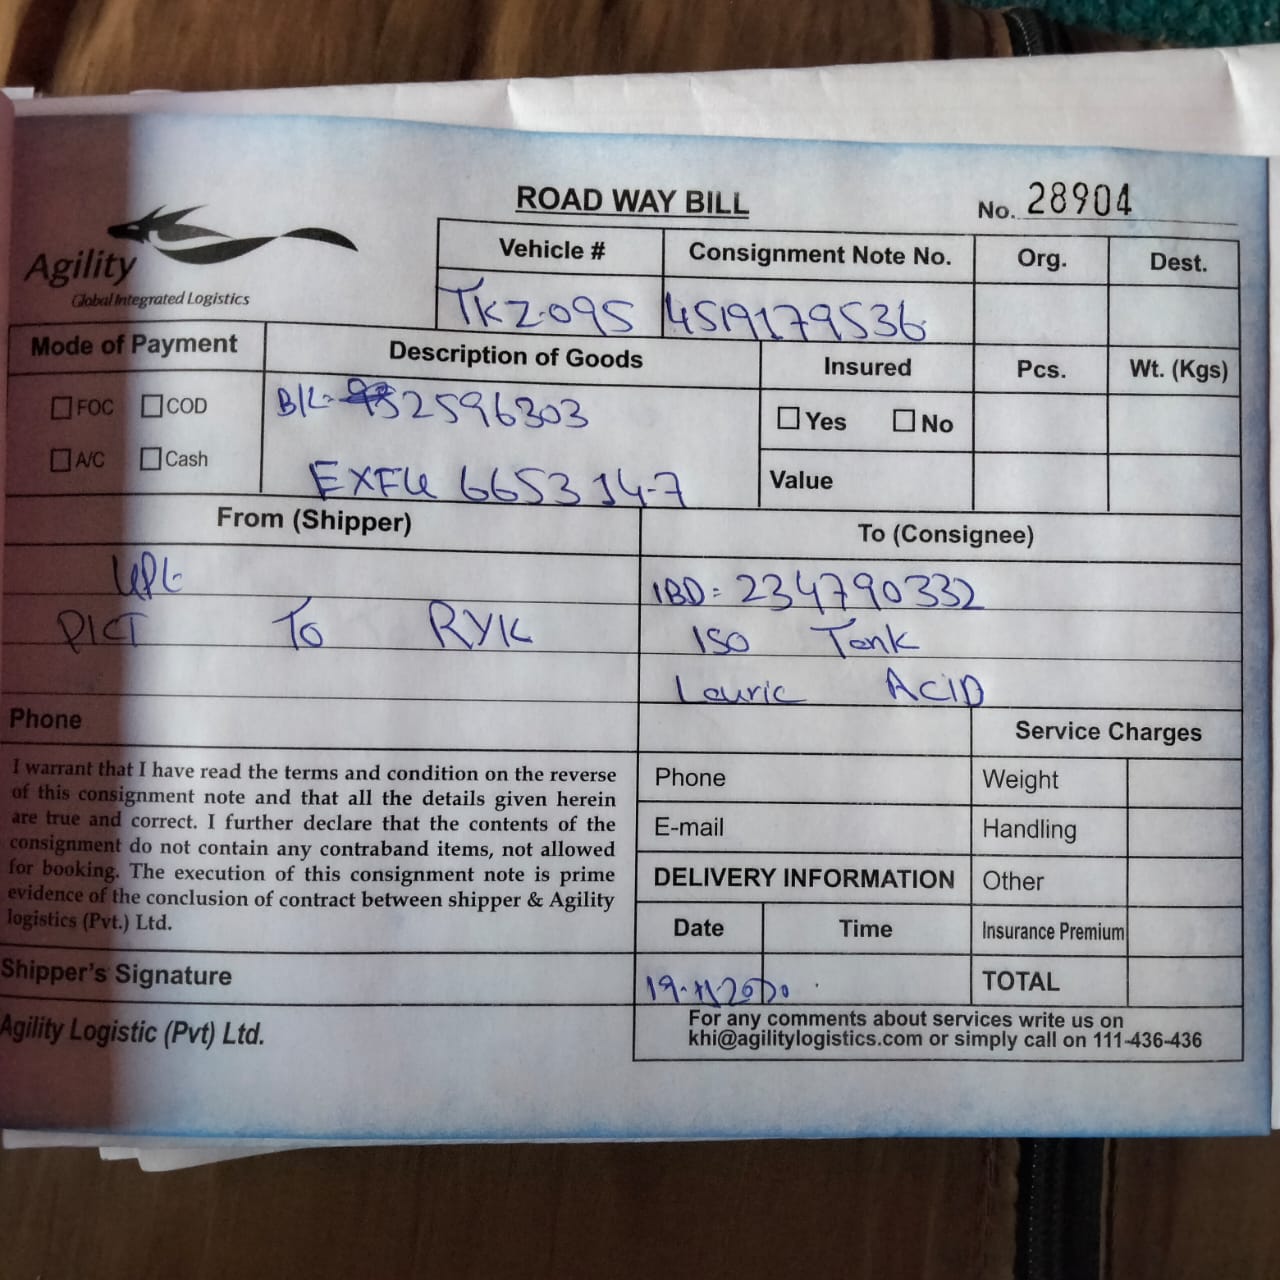 ROAD WAY BILL
No. 28904
Agility
Global Integrated Logistics
Vehicle # Consignment Note No. Org. Dest.
TKZ-095 4519179536
Mode of Payment Description of Goods Insured Pcs. Wt. (Kgs)
FOC COD
B/L- 52596303
Yes No
A/C Cash
EXFU 665314-7
Value
From (Shipper) To (Consignee)
UPL
IBD: 234790332
PICT To RYK
ISO Tank
Lauric ACID
Phone
Service Charges
I warrant that I have read the terms and condition on the reverse
of this consignment note and that all the details given herein
are true and correct. I further declare that the contents of the
consignment do not contain any contraband items, not allowed
for booking. The execution of this consignment note is prime
evidence of the conclusion of contract between shipper & Agility
logistics (Pvt.) Ltd.
Phone Weight
E-mail Handling
DELIVERY INFORMATION Other
Date Time Insurance Premium
Shipper's Signature
19-11-2020
TOTAL
Agility Logistic (Pvt) Ltd.
For any comments about services write us on
khi@agilitylogistics.com or simply call on 111-436-436